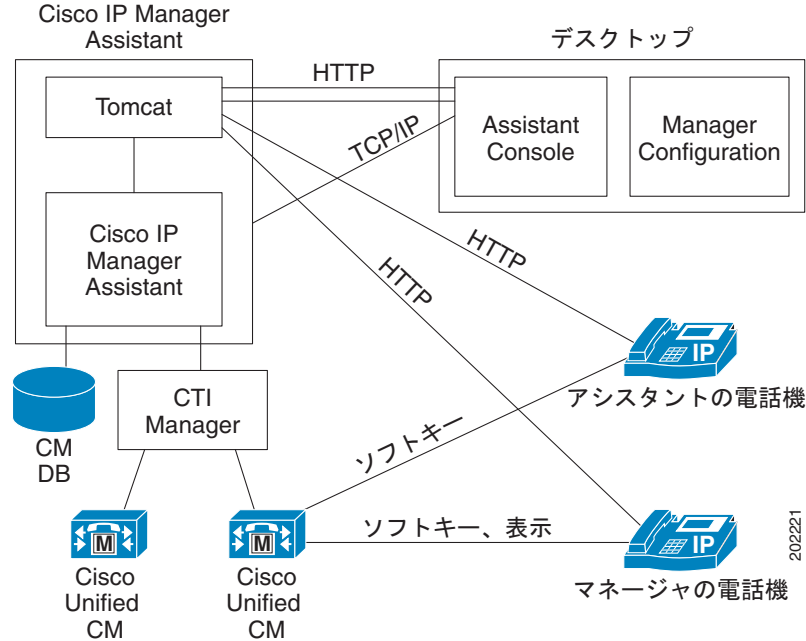 Cisco IP Manager
Assistant
デスクトップ
HTTP
Tomcat
TCP/IP
Assistant
Console
Manager
Configuration
Cisco IP
Manager
Assistant
HTTP
HTTP
IP
アシスタントの電話機
CTI
Manager
CM
DB
ソフトキー
M
M
ソフトキー、表示
IP
202221
Cisco
Unified
CM
Cisco
Unified
CM
マネージャの電話機